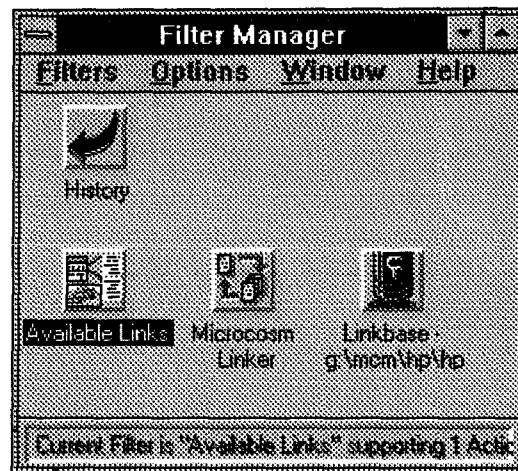 Filter Manager
Filters Options Window Help
History
Available Links Microcosm Linkbase -
Linker g:\mcm\hp\hp
Current Filter is "Available Links" supporting 1 Actic